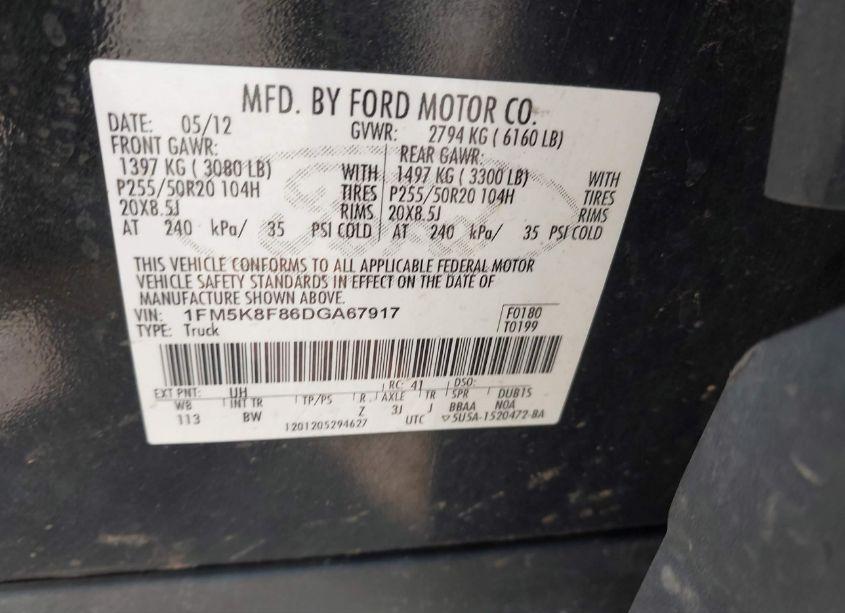 MFD. BY FORD MOTOR CO.
DATE: 05/12 GVWR: 2794 KG ( 6160 LB)
FRONT GAWR: REAR GAWR:
1397 KG ( 3080 LB) WITH 1497 KG ( 3300 LB) WITH
P255/50R20 104H TIRES P255/50R20 104H TIRES
20X8.5J RIMS 20X8.5J RIMS
AT 240 kPa/ 35 PSI COLD AT 240 kPa/ 35 PSI COLD
THIS VEHICLE CONFORMS TO ALL APPLICABLE FEDERAL MOTOR
VEHICLE SAFETY STANDARDS IN EFFECT ON THE DATE OF
MANUFACTURE SHOWN ABOVE.
VIN: 1FM5K8F86DGA67917 F0180
TYPE: Truck T0199
EXT PNT: UH RC: 41 DSO:
WB INT TR TP/PS R AXLE TR SPR DUB15
113 BW Z 3J J BBAA NOA
1201205294627 UTC ▽5U5A-1520472-BA